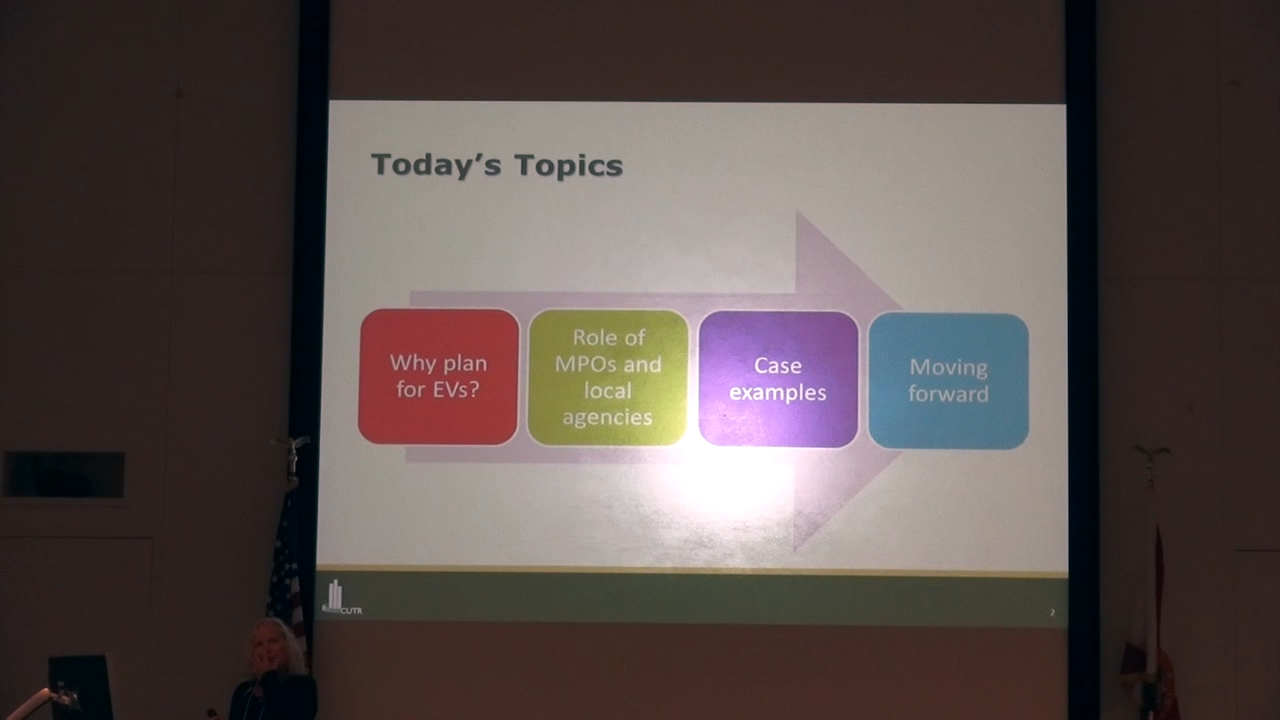 Today's Topics
Why plan
for EVs?
Role of
MPOs and
local
agencies
Case
examples
Moving
forward
CUTR
2